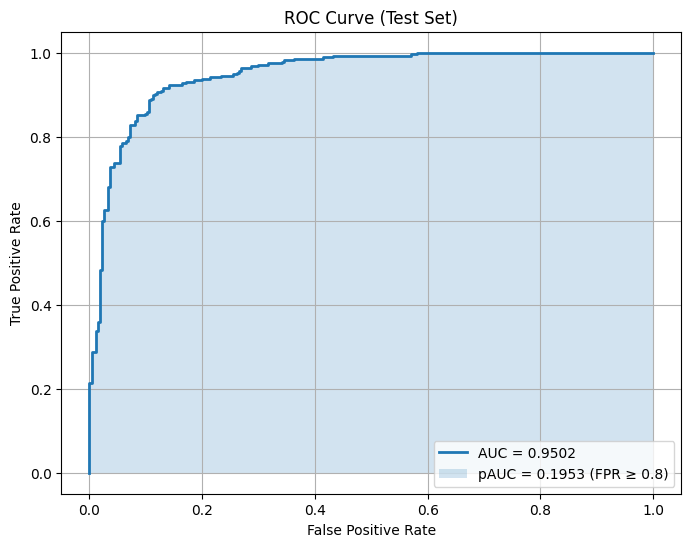 ROC Curve (Test Set)
True Positive Rate
1.0
0.8
0.6
0.4
0.2
0.0
AUC = 0.9502
pAUC = 0.1953 (FPR ≥ 0.8)
0.0 0.2 0.4 0.6 0.8 1.0
False Positive Rate